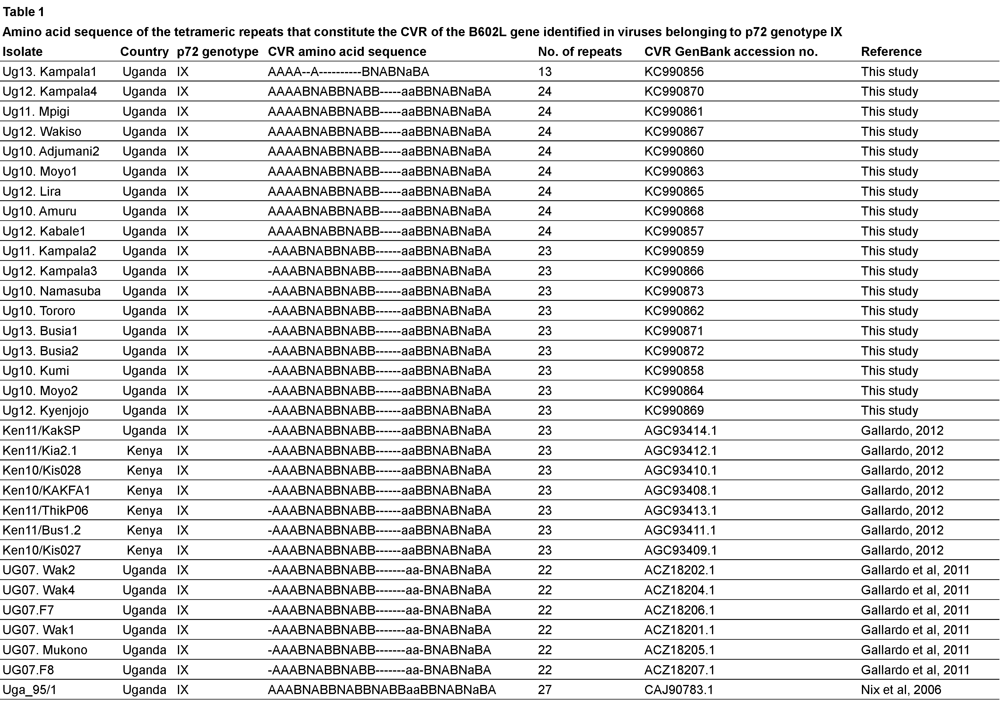 Table 1
Amino acid sequence of the tetrameric repeats that constitute the CVR of the B602L gene identified in viruses belonging to p72 genotype IX
Isolate Country p72 genotype CVR amino acid sequence No. of repeats CVR GenBank accession no. Reference
Ug13. Kampala1 Uganda IX AAAA--A----------BNABNaBA 13 KC990856 This study
Ug12. Kampala4 Uganda IX AAAABNABBNABB-----aaBBNABNaBA 24 KC990870 This study
Ug11. Mpigi Uganda IX AAAABNABBNABB-----aaBBNABNaBA 24 KC990861 This study
Ug12. Wakiso Uganda IX AAAABNABBNABB-----aaBBNABNaBA 24 KC990867 This study
Ug10. Adjumani2 Uganda IX AAAABNABBNABB-----aaBBNABNaBA 24 KC990860 This study
Ug10. Moyo1 Uganda IX AAAABNABBNABB-----aaBBNABNaBA 24 KC990863 This study
Ug12. Lira Uganda IX AAAABNABBNABB-----aaBBNABNaBA 24 KC990865 This study
Ug10. Amuru Uganda IX AAAABNABBNABB-----aaBBNABNaBA 24 KC990868 This study
Ug12. Kabale1 Uganda IX AAAABNABBNABB-----aaBBNABNaBA 24 KC990857 This study
Ug11. Kampala2 Uganda IX -AAABNABBNABB------aaBBNABNaBA 23 KC990859 This study
Ug12. Kampala3 Uganda IX -AAABNABBNABB------aaBBNABNaBA 23 KC990866 This study
Ug10. Namasuba Uganda IX -AAABNABBNABB------aaBBNABNaBA 23 KC990873 This study
Ug10. Tororo Uganda IX -AAABNABBNABB------aaBBNABNaBA 23 KC990862 This study
Ug13. Busia1 Uganda IX -AAABNABBNABB------aaBBNABNaBA 23 KC990871 This study
Ug13. Busia2 Uganda IX -AAABNABBNABB------aaBBNABNaBA 23 KC990872 This study
Ug10. Kumi Uganda IX -AAABNABBNABB------aaBBNABNaBA 23 KC990858 This study
Ug10. Moyo2 Uganda IX -AAABNABBNABB------aaBBNABNaBA 23 KC990864 This study
Ug12. Kyenjojo Uganda IX -AAABNABBNABB------aaBBNABNaBA 23 KC990869 This study
Ken11/KakSP Uganda IX -AAABNABBNABB------aaBBNABNaBA 23 AGC93414.1 Gallardo, 2012
Ken11/Kia2.1 Kenya IX -AAABNABBNABB------aaBBNABNaBA 23 AGC93412.1 Gallardo, 2012
Ken10/Kis028 Kenya IX -AAABNABBNABB------aaBBNABNaBA 23 AGC93410.1 Gallardo, 2012
Ken10/KAKFA1 Kenya IX -AAABNABBNABB------aaBBNABNaBA 23 AGC93408.1 Gallardo, 2012
Ken11/ThikP06 Kenya IX -AAABNABBNABB------aaBBNABNaBA 23 AGC93413.1 Gallardo, 2012
Ken11/Bus1.2 Kenya IX -AAABNABBNABB------aaBBNABNaBA 23 AGC93411.1 Gallardo, 2012
Ken10/Kis027 Kenya IX -AAABNABBNABB------aaBBNABNaBA 23 AGC93409.1 Gallardo, 2012
UG07. Wak2 Uganda IX -AAABNABBNABB-------aa-BNABNaBA 22 ACZ18202.1 Gallardo et al, 2011
UG07. Wak4 Uganda IX -AAABNABBNABB-------aa-BNABNaBA 22 ACZ18204.1 Gallardo et al, 2011
UG07.F7 Uganda IX -AAABNABBNABB-------aa-BNABNaBA 22 ACZ18206.1 Gallardo et al, 2011
UG07. Wak1 Uganda IX -AAABNABBNABB-------aa-BNABNaBA 22 ACZ18201.1 Gallardo et al, 2011
UG07. Mukono Uganda IX -AAABNABBNABB-------aa-BNABNaBA 22 ACZ18205.1 Gallardo et al, 2011
UG07.F8 Uganda IX -AAABNABBNABB-------aa-BNABNaBA 22 ACZ18207.1 Gallardo et al, 2011
Uga_95/1 Uganda IX AAABNABBNABBNABBaaBBNABNaBA 27 CAJ90783.1 Nix et al, 2006